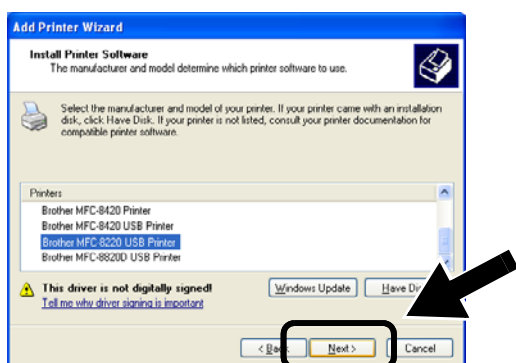 Add Printer Wizard
Install Printer Software
The manufacturer and model determine which printer software to use.
Select the manufacturer and model of your printer. If your printer came with an installation
disk, click Have Disk. If your printer is not listed, consult your printer documentation for
compatible printer software.
Printers
Brother MFC-8420 Printer
Brother MFC-8420 USB Printer
Brother MFC-8220 USB Printer
Brother MFC-8820D USB Printer
This driver is not digitally signed!
Tell me why driver signing is important
Windows Update
Have
< Back
Next >
Cancel